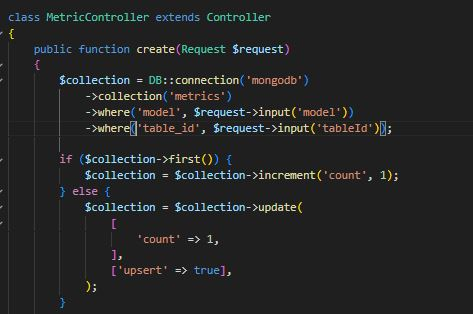 class MetricController extends Controller
{
    public function create(Request $request)
    {
        $collection = DB::connection('mongodb')
            ->collection('metrics')
            ->where('model', $request->input('model'))
            ->where('table_id', $request->input('tableId'));

        if ($collection->first()) {
            $collection = $collection->increment('count', 1);
        } else {
            $collection = $collection->update(
                [
                    'count' => 1,
                ],
                ['upsert' => true],
            );
        }